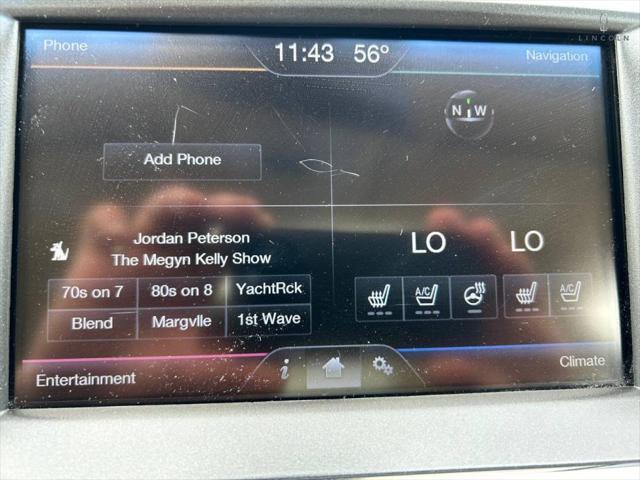 LINCOLN
Phone
11:43 56°
Navigation
N W
Add Phone
Jordan Peterson
The Megyn Kelly Show
LO LO
70s on 7 80s on 8 YachtRck
A/C A/C
Blend Margvlle 1st Wave
i
Entertainment
Climate